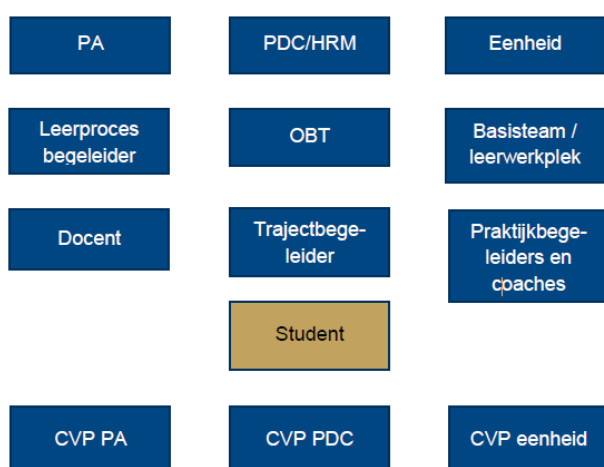 PA
PDC/HRM
Eenheid
Leerproces
begeleider
OBT
Basisteam /
leerwerkplek
Docent
Trajectbege-
leider
Praktijkbege-
leiders en
coaches
Student
CVP PA
CVP PDC
CVP eenheid